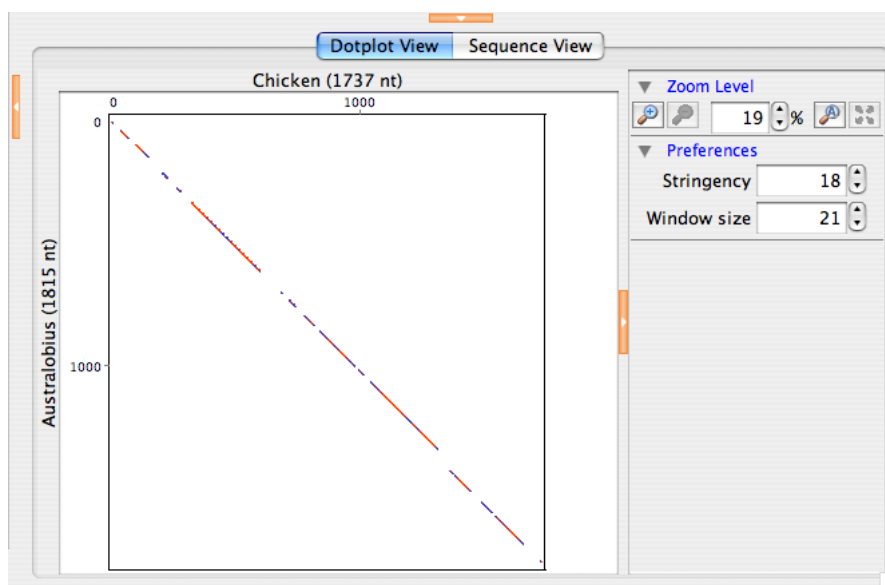 Dotplot View Sequence View
Chicken (1737 nt)
0 1000
0
1000
Australobius (1815 nt)
Zoom Level
19 %
Preferences
Stringency 18
Window size 21